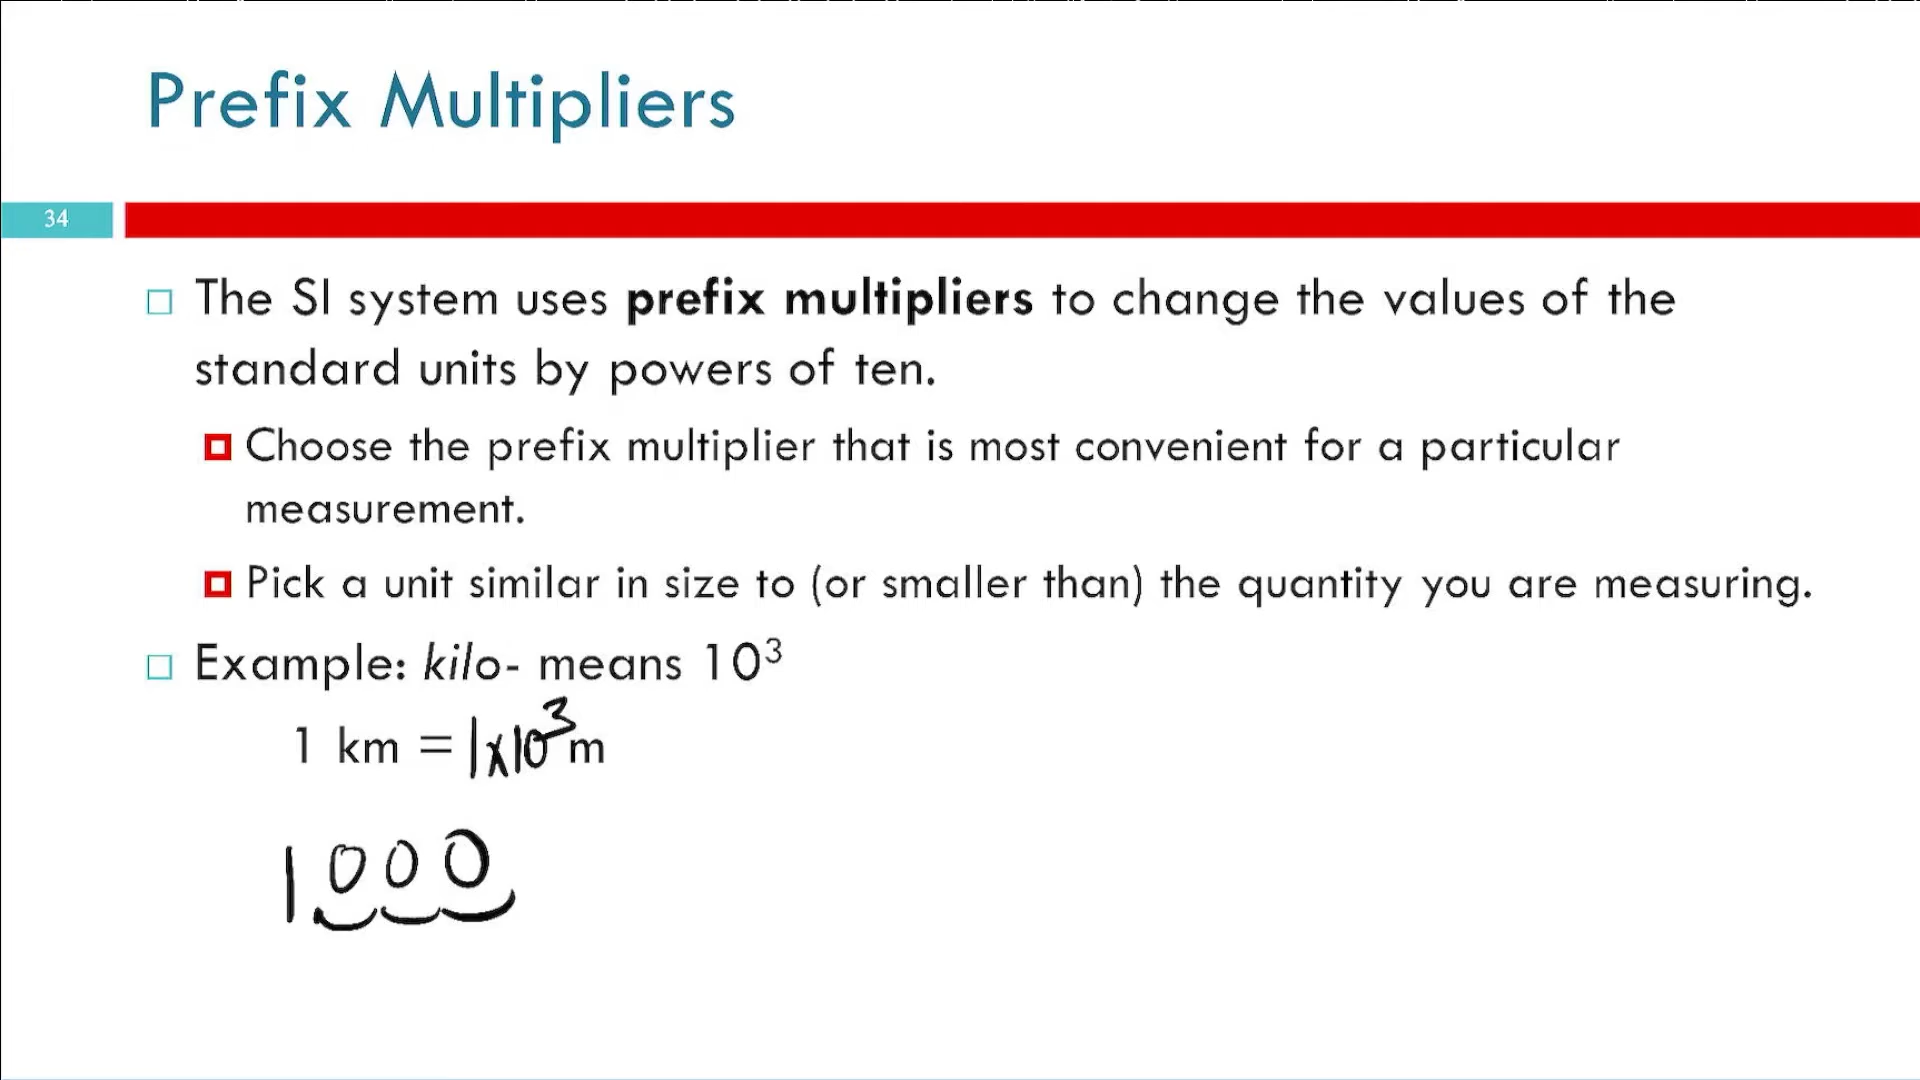 Prefix Multipliers
34
The SI system uses prefix multipliers to change the values of the
standard units by powers of ten.
Choose the prefix multiplier that is most convenient for a particular
measurement.
Pick a unit similar in size to (or smaller than) the quantity you are measuring.
Example: kilo- means 10³
1 km = 1x10³ m
1000